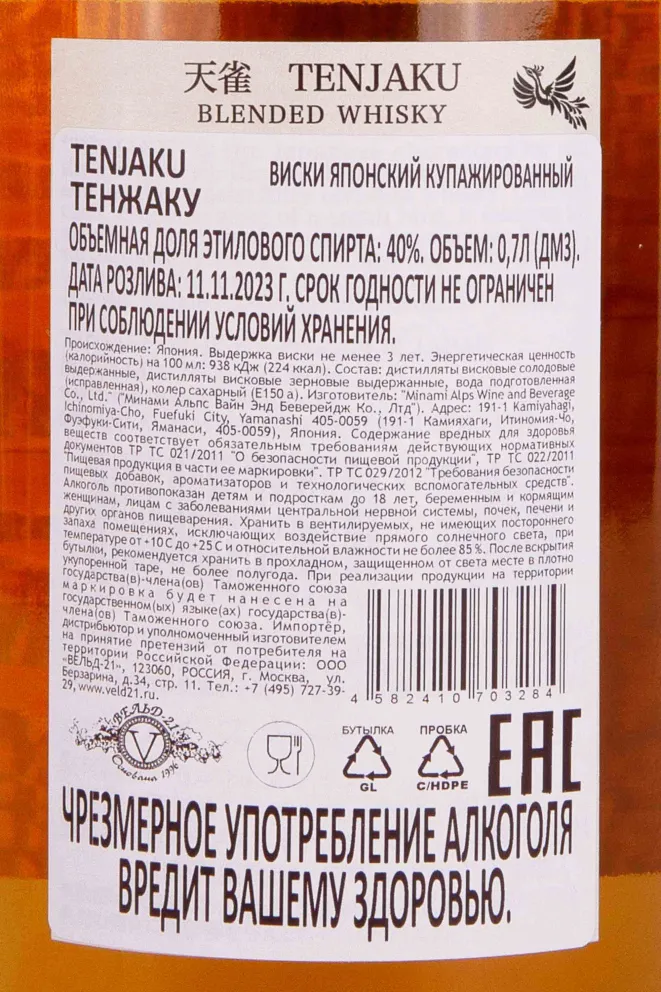 天雀 TENJAKU
BLENDED WHISKY
TENJAKU
ТЕНЖАКУ
ВИСКИ ЯПОНСКИЙ КУПАЖИРОВАННЫЙ
ОБЪЕМНАЯ ДОЛЯ ЭТИЛОВОГО СПИРТА: 40%. ОБЪЕМ: 0,7Л (ДМ3).
ДАТА РОЗЛИВА: 11.11.2023 Г. СРОК ГОДНОСТИ НЕ ОГРАНИЧЕН
ПРИ СОБЛЮДЕНИИ УСЛОВИЙ ХРАНЕНИЯ.
Происхождение: Япония. Выдержка виски не менее 3 лет. Энергетическая ценность
(калорийность) на 100 мл: 938 кДж (224 ккал). Состав: дистилляты висковые солодовые
выдержанные, дистилляты висковые зерновые выдержанные, вода подготовленная
(исправленная), колер сахарный (Е150 а). Изготовитель: "Minami Alps Wine and Beverage
Co., Ltd." ("Минами Альпс Вайн Энд Беверейдж Ко., Лтд"). Адрес: 191-1 Kamiyahagi,
Ichinomiya-Cho, Fuefuki City, Yamanashi 405-0059 (191-1 Камияхаги, Итиномия-Чо,
Фуэфуки-Сити, Яманаси, 405-0059), Япония. Содержание вредных для здоровья
веществ соответствует обязательным требованиям действующих нормативных
документов ТР ТС 021/2011 "О безопасности пищевой продукции", ТР ТС 022/2011
"Пищевая продукция в части ее маркировки". ТР ТС 029/2012 "Требования безопасности
пищевых добавок, ароматизаторов и технологических вспомогательных средств".
Алкоголь противопоказан детям и подросткам до 18 лет, беременным и кормящим
женщинам, лицам с заболеваниями центральной нервной системы, почек, печени и
других органов пищеварения. Хранить в вентилируемых, не имеющих постороннего
запаха помещениях, исключающих воздействие прямого солнечного света, при
температуре от +10 С до +25 С и относительной влажности не более 85 %. После вскрытия
бутылки, рекомендуется хранить в прохладном, защищенном от света месте в плотно
укупоренной таре, не более полугода. При реализации продукции на территории
государства(в)-члена(ов) Таможенного союза
маркировка будет нанесена на
государственном(ых) языке(ах) государства(в)-
члена(ов) Таможенного союза. Импортёр,
дистрибьютор и уполномоченный изготовителем
на принятие претензий от потребителя на
территории Российской Федерации: ООО
«ВЕЛЬД-21», 123060, РОССИЯ, г. Москва, ул.
Берзарина, д.34, стр. 11. Тел.: +7 (495) 727-39-
29, www.veld21.ru.
4 582410 703284
ВЕЛЬД-21
V
Основана 1996
БУТЫЛКА
GL
ПРОБКА
C/HDPE
EAC
ЧРЕЗМЕРНОЕ УПОТРЕБЛЕНИЕ АЛКОГОЛЯ
ВРЕДИТ ВАШЕМУ ЗДОРОВЬЮ.